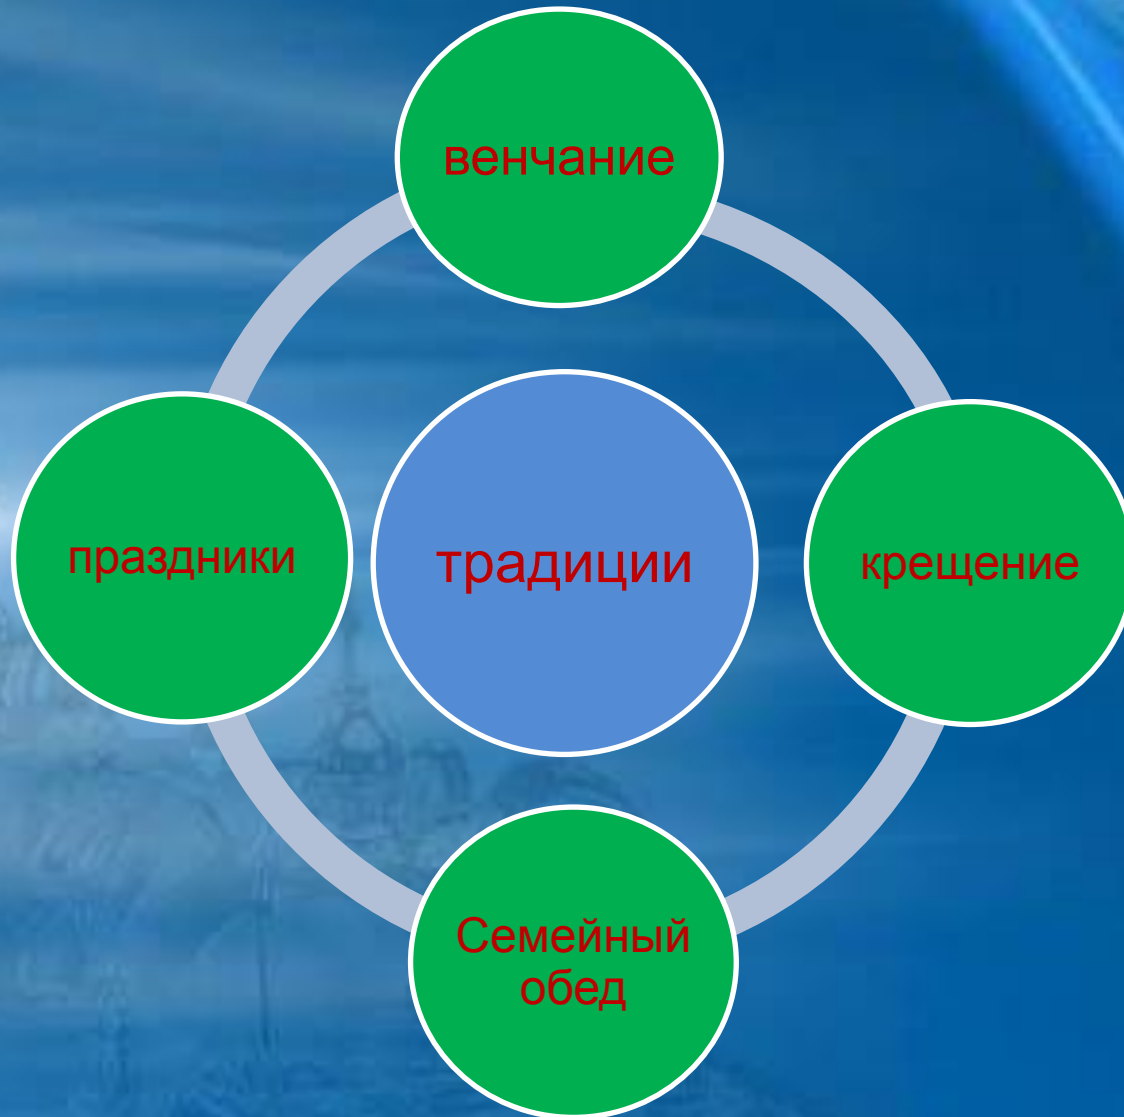 венчание
праздники
традиции
крещение
Семейный
обед